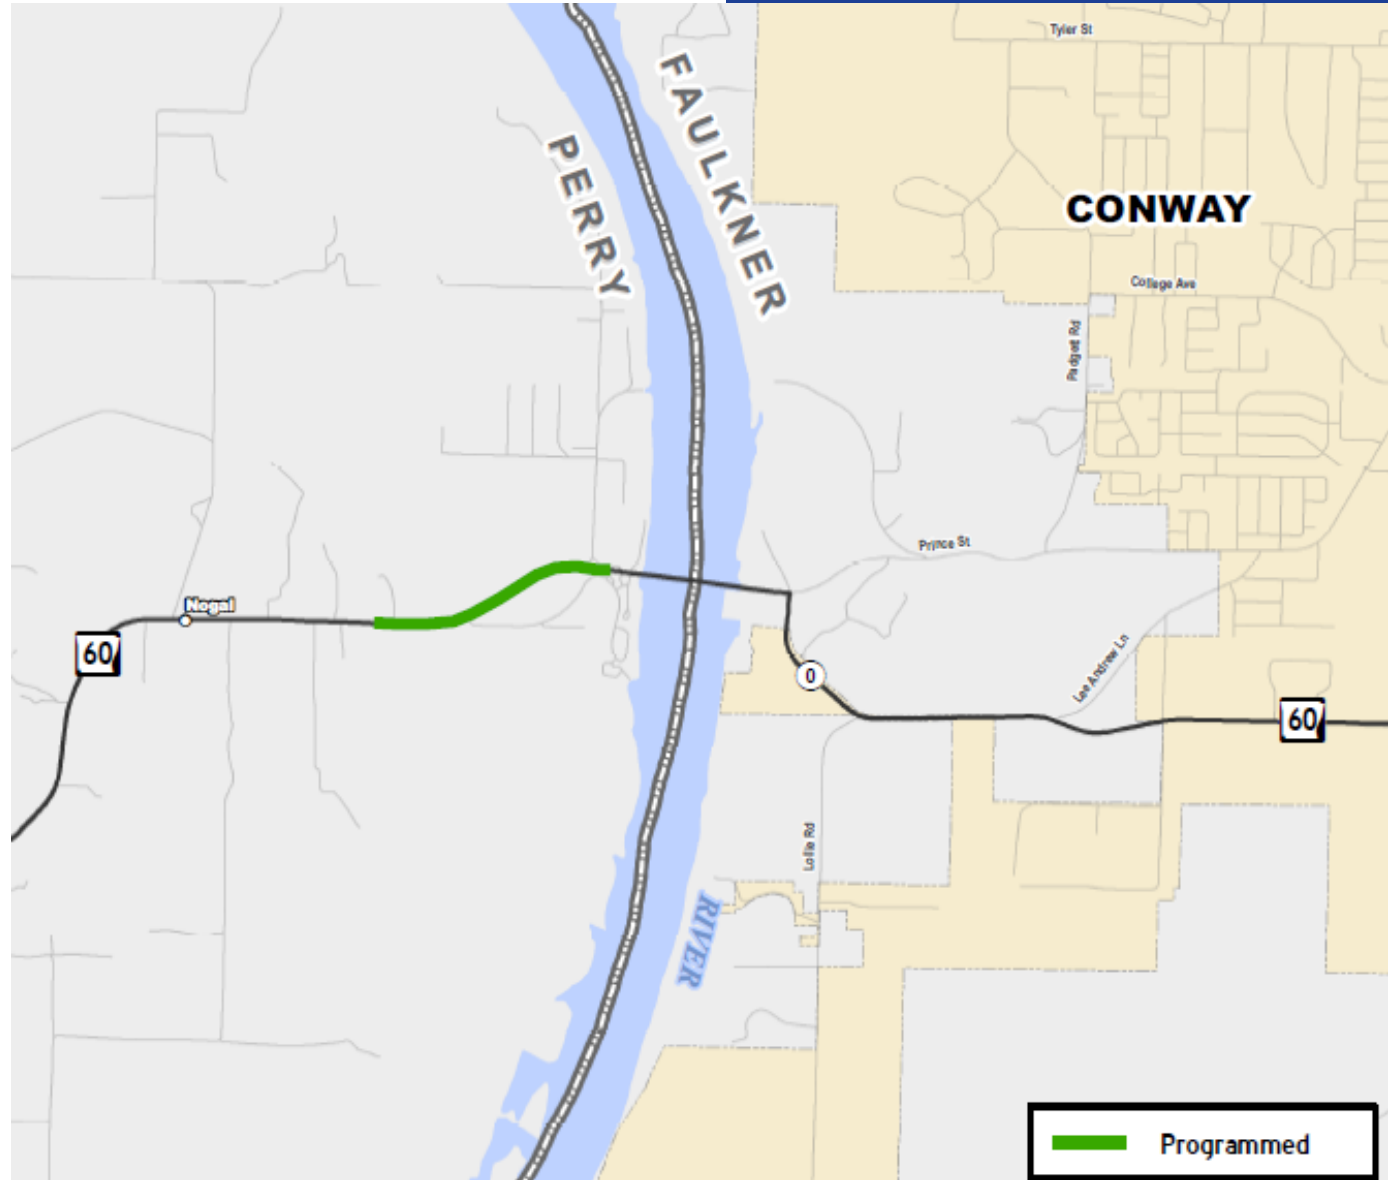 Tyler St
FAULKNER
PERRY
CONWAY
College Ave
Padgett Rd
Prince St
Nogal
60
Lee Andrew Ln
0
60
Lollie Rd
RIVER
Programmed